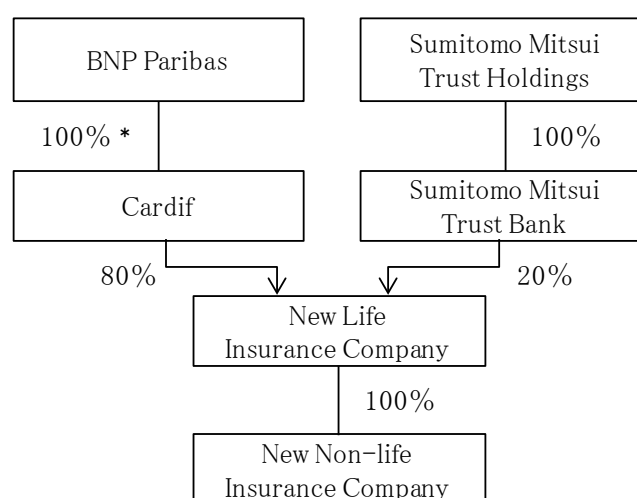 BNP Paribas
Sumitomo Mitsui
Trust Holdings
100% *
100%
Cardif
Sumitomo Mitsui
Trust Bank
80%
20%
New Life
Insurance Company
100%
New Non-life
Insurance Company